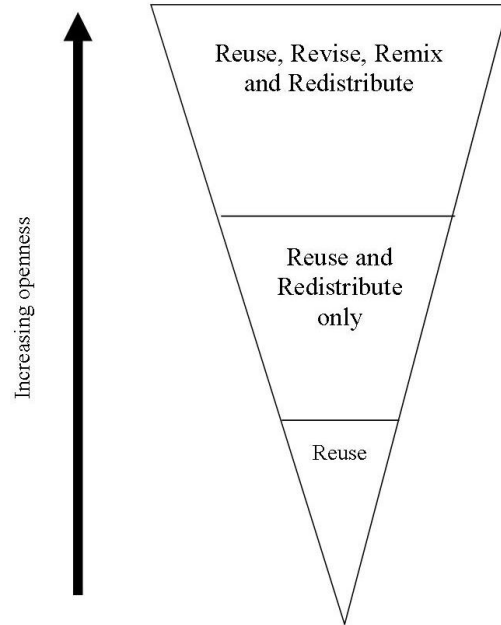 Reuse, Revise, Remix
and Redistribute
Reuse and
Redistribute
only
Reuse
Increasing openness